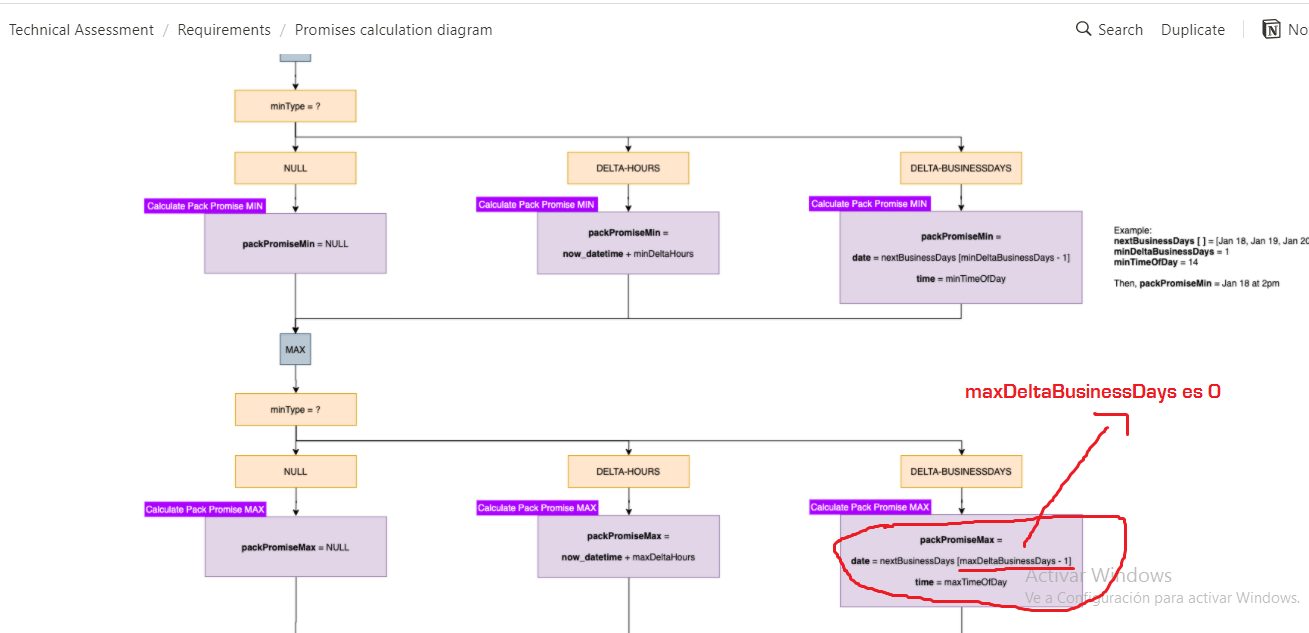 Technical Assessment / Requirements / Promises calculation diagram
Search Duplicate No
minType = ?
NULL
DELTA-HOURS
DELTA-BUSINESSDAYS
Calculate Pack Promise MIN
packPromiseMin = NULL
Calculate Pack Promise MIN
packPromiseMin =
now_datetime + minDeltaHours
Calculate Pack Promise MIN
packPromiseMin =
date = nextBusinessDays [minDeltaBusinessDays - 1]
time = minTimeOfDay
Example:
nextBusinessDays [ ] = [Jan 18, Jan 19, Jan 20
minDeltaBusinessDays = 1
minTimeOfDay = 14
Then, packPromiseMin = Jan 18 at 2pm
MAX
maxDeltaBusinessDays es 0
minType = ?
NULL
DELTA-HOURS
DELTA-BUSINESSDAYS
Calculate Pack Promise MAX
packPromiseMax = NULL
Calculate Pack Promise MAX
packPromiseMax =
now_datetime + maxDeltaHours
Calculate Pack Promise MAX
packPromiseMax =
date = nextBusinessDays [maxDeltaBusinessDays - 1]
time = maxTimeOfDay
Activar Windows
Ve a Configuración para activar Windows.